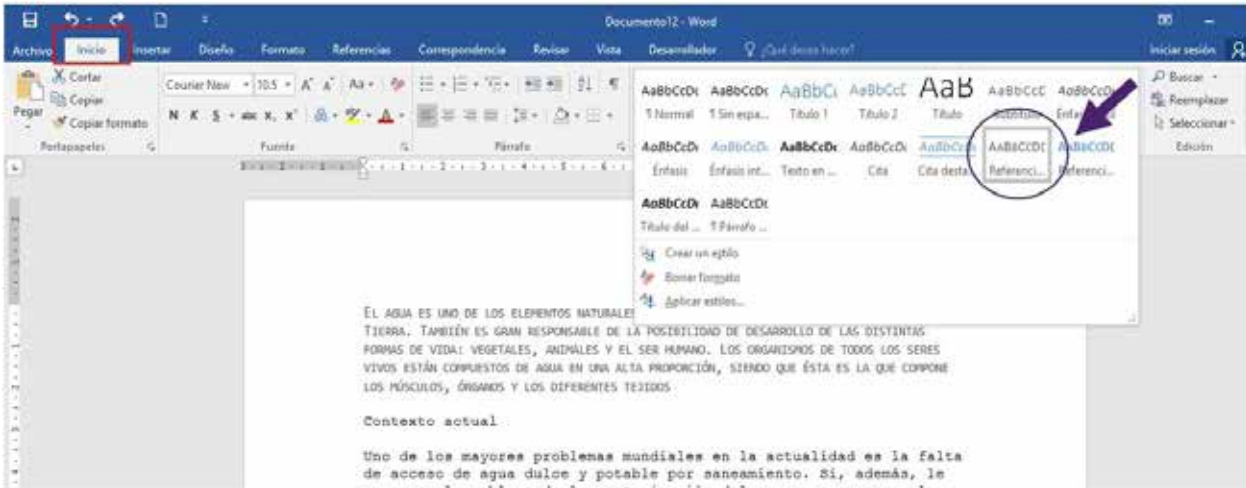 Documento12 - Word
Archivo Inicio Insertar Diseño Formato Referencias Correspondencia Revisar Vista Desarrollador ¿Qué desea hacer? Iniciar sesión
Cortar
Copiar
Copiar formato
Pegar
Portapapeles
Courier New 10.5 A A Aa
N K S abc x, x²
Fuente
Párrafo
AaBbCcDc AaBbCcDc AaBbCc AaBbCcC AaB AaBbCcC AaBbCcDc
¶ Normal ¶ Sin espa... Título 1 Título 2 Título Subtítulo
AaBbCcDc AaBbCcDc AaBbCcDc AaBbCcDc AaBbCcDc AABBCCDC AABBCCDC
Énfasis Énfasis int... Texto en ... Cita Cita desta... Referenci... Referenci...
AaBbCcDc AaBbCcDc
Título del ... ¶ Párrafo ...
Crear un estilo
Borrar formato
Aplicar estilos...
Buscar
Reemplazar
Seleccionar
Edición
EL AGUA ES UNO DE LOS ELEMENTOS NATURALES
TIERRA. TAMBIÉN ES GRAN RESPONSABLE DE LA POSIBILIDAD DE DESARROLLO DE LAS DISTINTAS
FORMAS DE VIDA: VEGETALES, ANIMALES Y EL SER HUMANO. LOS ORGANISMOS DE TODOS LOS SERES
VIVOS ESTÁN COMPUESTOS DE AGUA EN UNA ALTA PROPORCIÓN, SIENDO QUE ÉSTA ES LA QUE COMPONE
LOS MÚSCULOS, ÓRGANOS Y LOS DIFERENTES TEJIDOS
Contexto actual
Uno de los mayores problemas mundiales en la actualidad es la falta
de acceso de agua dulce y potable por saneamiento. Si, además, le